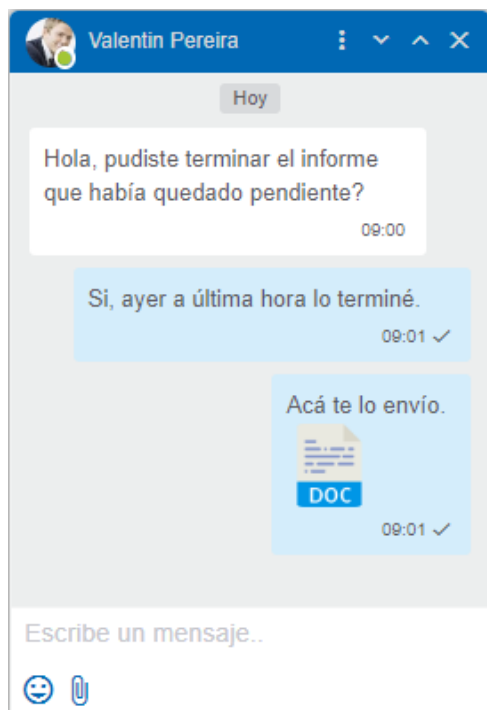 Valentin Pereira
Hoy
Hola, pudiste terminar el informe
que había quedado pendiente?
09:00
Si, ayer a última hora lo terminé.
09:01
Acá te lo envío.
DOC
09:01
Escribe un mensaje..